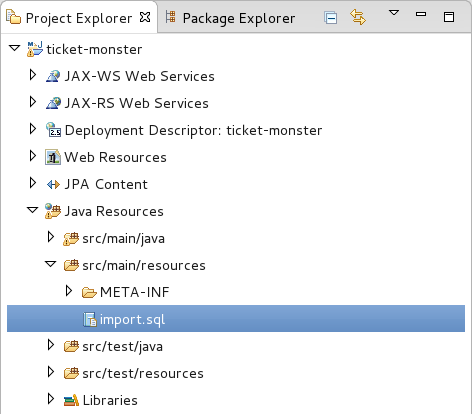 Project Explorer Package Explorer
ticket-monster
JAX-WS Web Services
JAX-RS Web Services
2.5 Deployment Descriptor: ticket-monster
Web Resources
JPA Content
Java Resources
src/main/java
src/main/resources
META-INF
import.sql
src/test/java
src/test/resources
Libraries